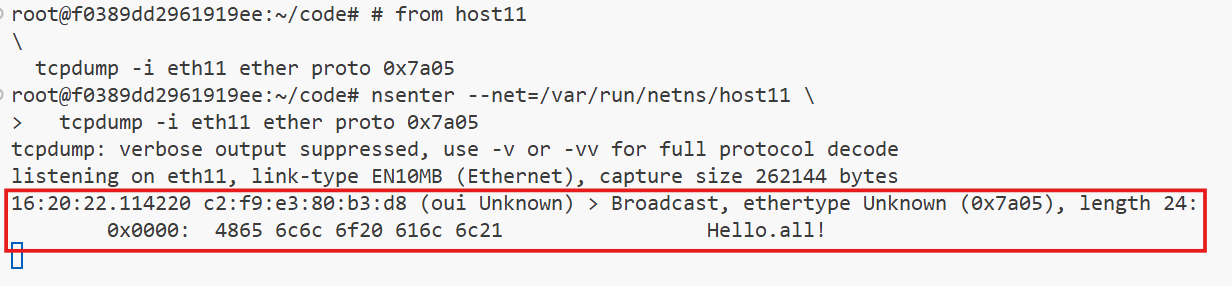 root@f0389dd2961919ee:~/code# # from host11
\
  tcpdump -i eth11 ether proto 0x7a05
root@f0389dd2961919ee:~/code# nsenter --net=/var/run/netns/host11 \
>   tcpdump -i eth11 ether proto 0x7a05
tcpdump: verbose output suppressed, use -v or -vv for full protocol decode
listening on eth11, link-type EN10MB (Ethernet), capture size 262144 bytes
16:20:22.114220 c2:f9:e3:80:b3:d8 (oui Unknown) > Broadcast, ethertype Unknown (0x7a05), length 24:
        0x0000:  4865 6c6c 6f20 616c 6c21                 Hello.all!